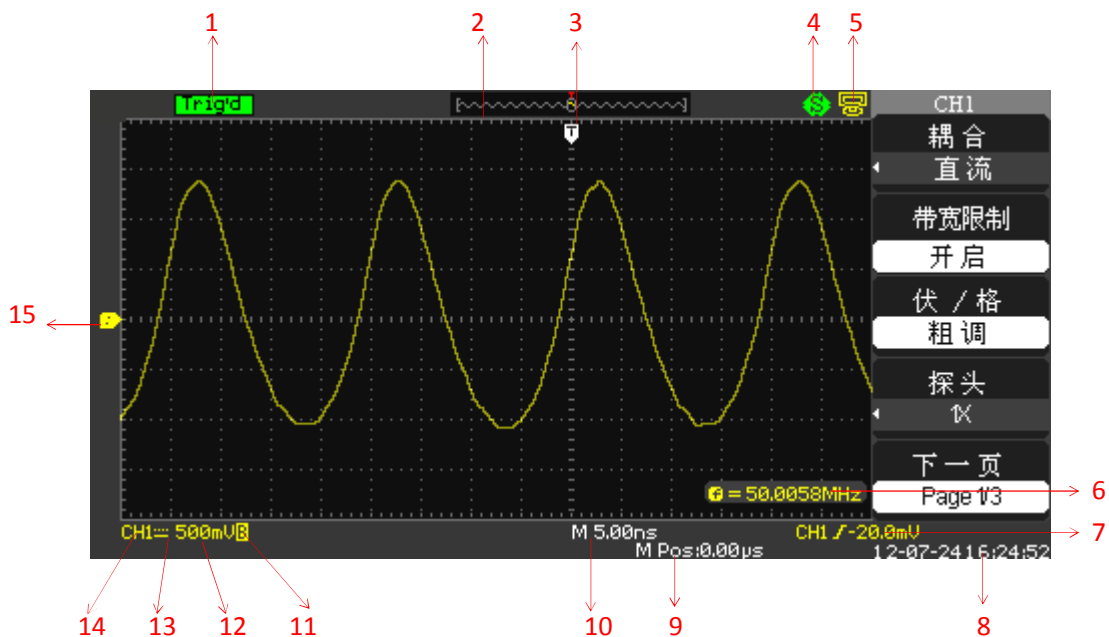 1 2 3 4 5
Trig'd
T
S
CH1
耦合
直流
带宽限制
开启
伏 / 格
粗调
探头
1X
下一页
Page 1/3
15
f = 50.0058MHz
6
CH1 500mV B
M 5.00ns
CH1 -20.0mV
7
M Pos:0.00μs
12-07-24 16:24:52
14 13 12 11 10 9 8